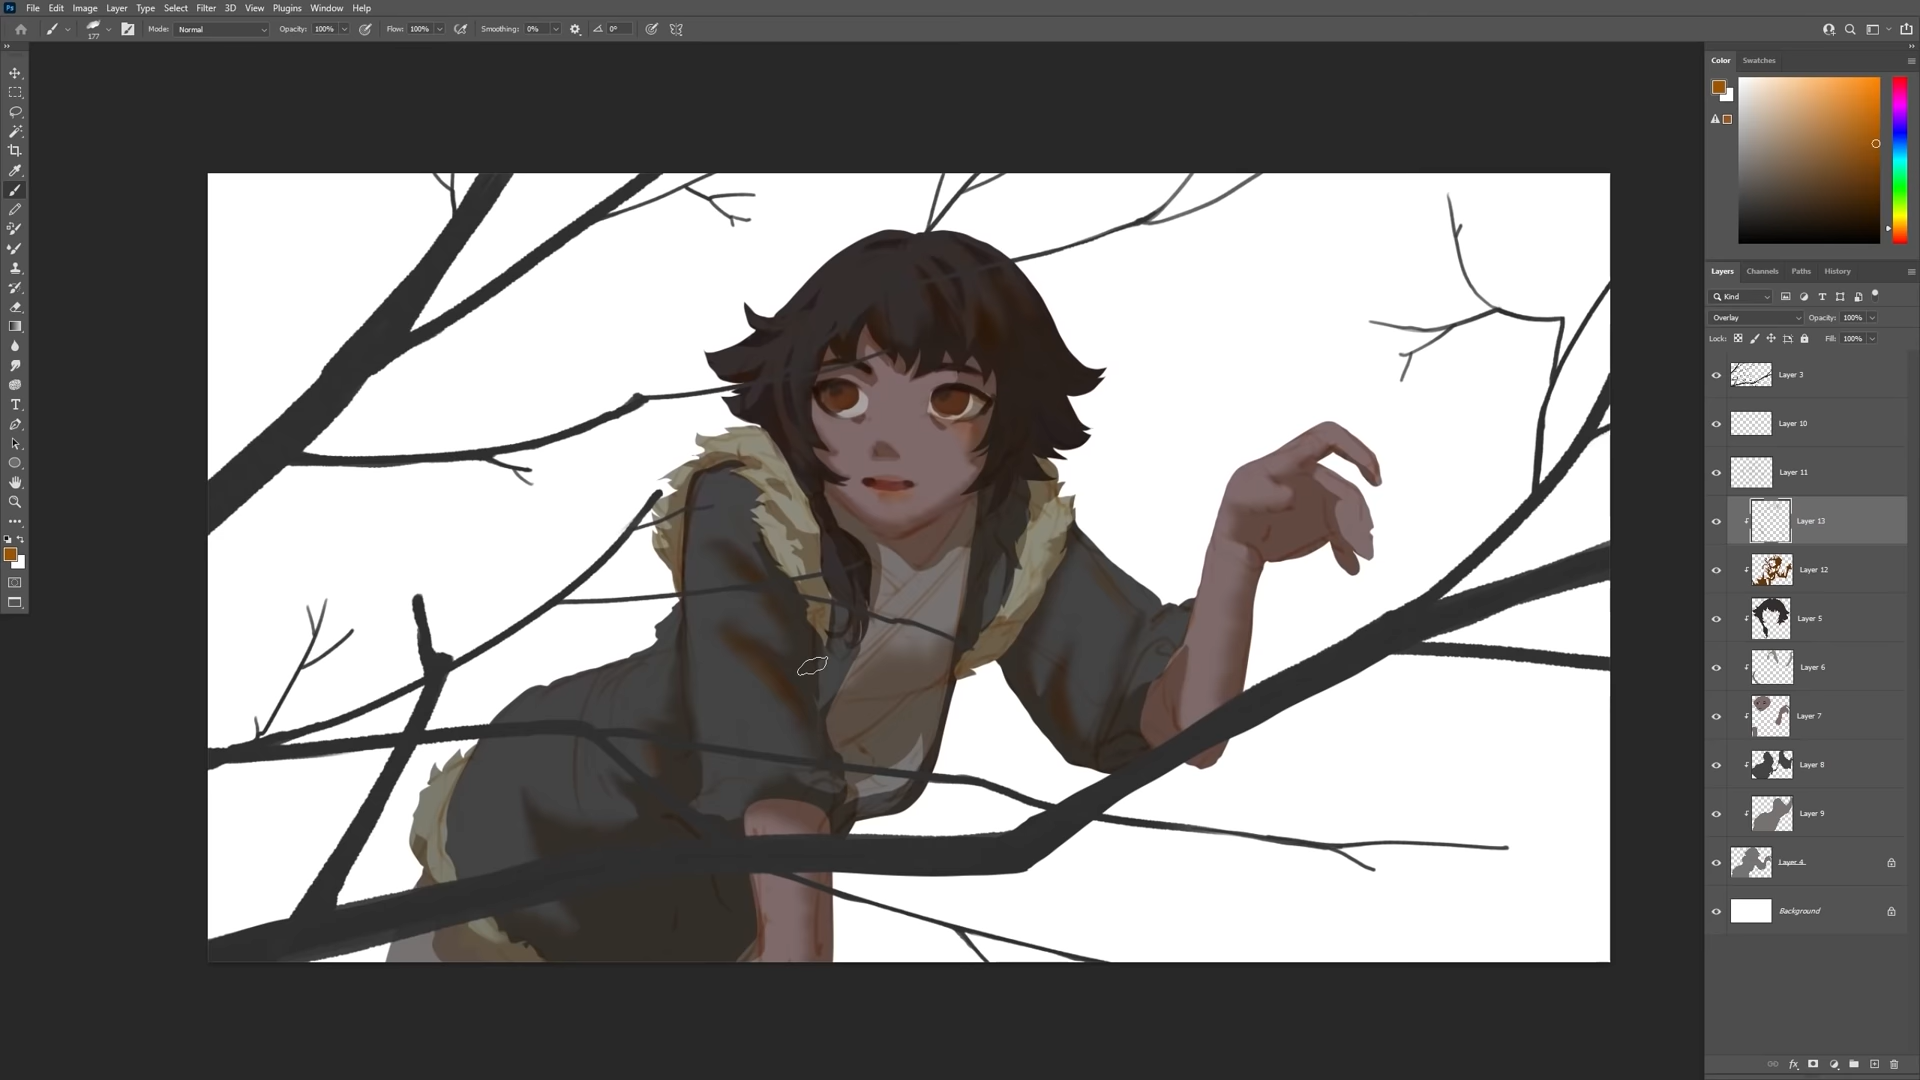 Ps File Edit Image Layer Type Select Filter 3D View Plugins Window Help
177 Mode: Normal Opacity: 100% Flow: 100% Smoothing: 0% 0°
Color Swatches
Layers Channels Paths History
Kind
Overlay Opacity: 100%
Lock: Fill: 100%
Layer 3
Layer 10
Layer 11
Layer 13
Layer 12
Layer 5
Layer 6
Layer 7
Layer 8
Layer 9
Layer 4
Background